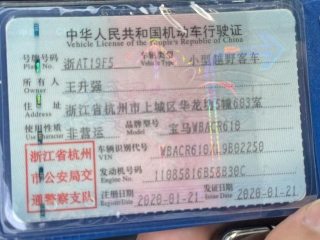 中华人民共和国机动车行驶证
Vehicle License of the People's Republic of China
号牌号码 浙AT19F5 车辆类型 小型越野客车
Plate No. Vehicle Type
所有人 王升强
Owner
住址 浙江省杭州市上城区华龙坊5幢603室
Address
使用性质 非营运 品牌型号 宝马WBACR610
Use Character Model
浙江省杭州
市公安局交
通警察支队
车辆识别代号
VIN
发动机号码 11085B16B58B30C
Engine No.
注册日期 2020-01-21 发证日期 2020-01-21
Register Date Issue Date